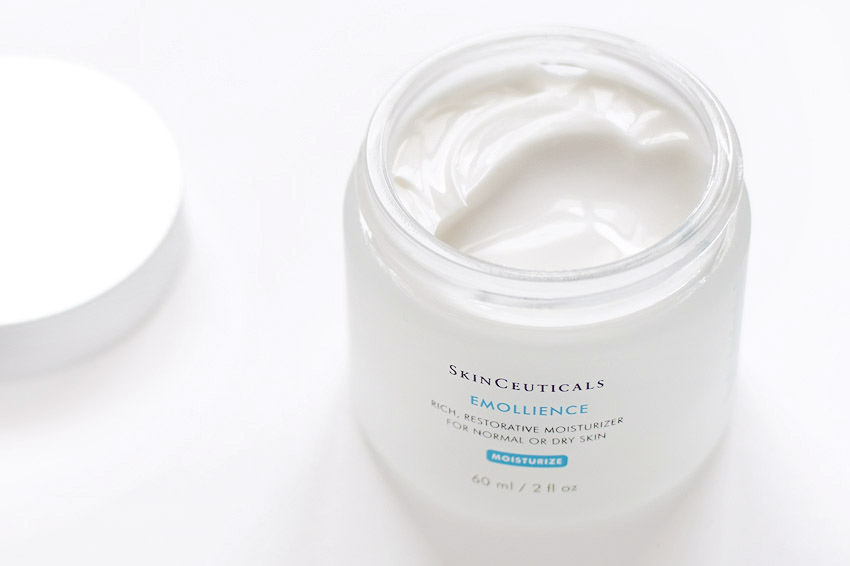 SKINCEUTICALS
EMOLLIENCE
RICH, RESTORATIVE MOISTURIZER
FOR NORMAL OR DRY SKIN
MOISTURIZE
60 ml / 2 fl oz